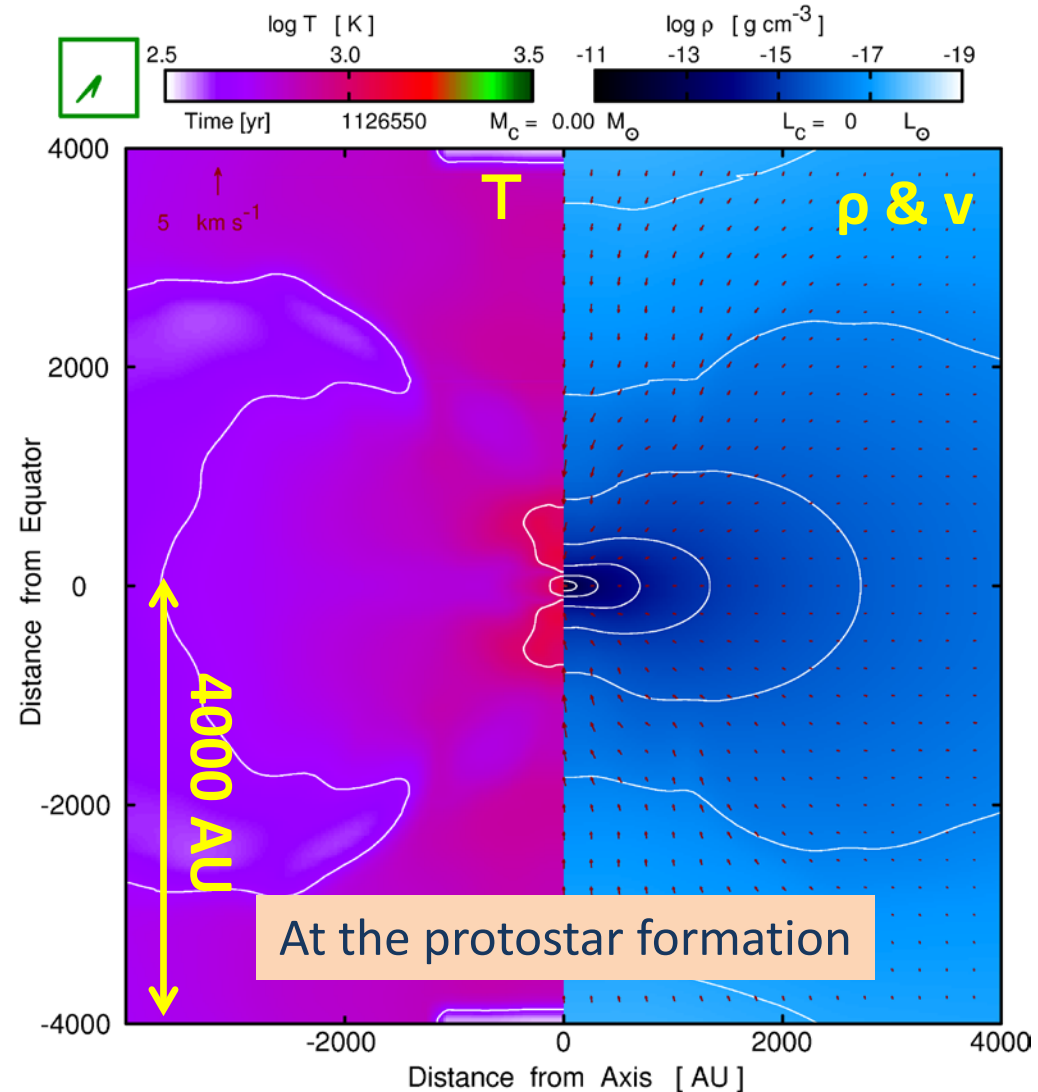 log T [ K ] log ρ [ g cm⁻³ ]
2.5 3.0 3.5 -11 -13 -15 -17 -19
Time [yr] 1126550 M_C = 0.00 M_⊙ L_C = 0 L_⊙
4000
T
ρ & v
5 km s⁻¹
2000
Distance from Equator
0
4000 AU
-2000
At the protostar formation
-4000
-2000 0 2000 4000
Distance from Axis [ AU ]